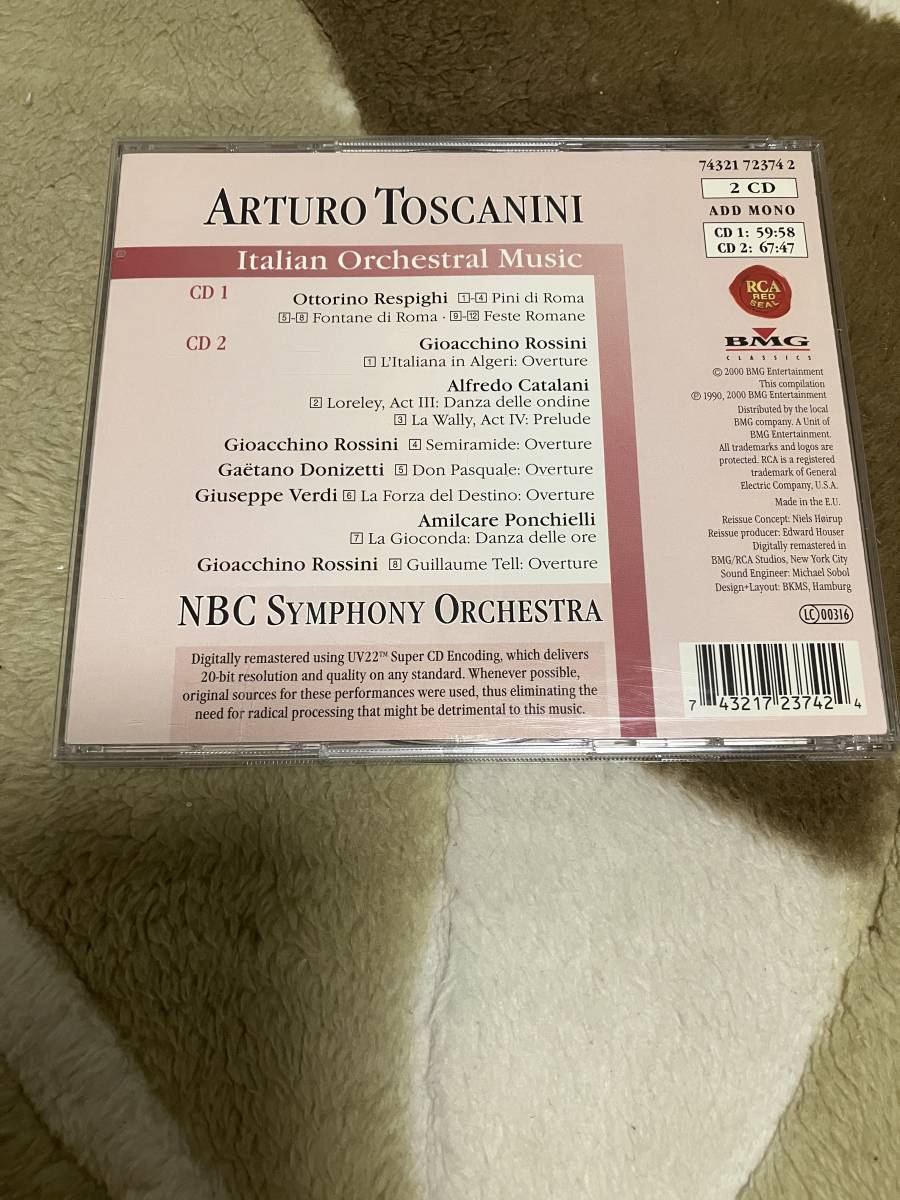 ARTURO TOSCANINI
Italian Orchestral Music
CD 1
Ottorino Respighi 1-4 Pini di Roma
5-8 Fontane di Roma · 9-12 Feste Romane
CD 2
Gioacchino Rossini
1 L'Italiana in Algeri: Overture
Alfredo Catalani
2 Loreley, Act III: Danza delle ondine
3 La Wally, Act IV: Prelude
Gioacchino Rossini 4 Semiramide: Overture
Gaëtano Donizetti 5 Don Pasquale: Overture
Giuseppe Verdi 6 La Forza del Destino: Overture
Amilcare Ponchielli
7 La Gioconda: Danza delle ore
Gioacchino Rossini 8 Guillaume Tell: Overture
NBC SYMPHONY ORCHESTRA
Digitally remastered using UV22™ Super CD Encoding, which delivers
20-bit resolution and quality on any standard. Whenever possible,
original sources for these performances were used, thus eliminating the
need for radical processing that might be detrimental to this music.
74321 72374 2
2 CD
ADD MONO
CD 1: 59:58
CD 2: 67:47
RCA
RED
SEAL
BMG
CLASSICS
© 2000 BMG Entertainment
This compilation
℗ 1990, 2000 BMG Entertainment
Distributed by the local
BMG company. A Unit of
BMG Entertainment.
All trademarks and logos are
protected. RCA is a registered
trademark of General
Electric Company, U.S.A.
Made in the E.U.
Reissue Concept: Niels Høirup
Reissue producer: Edward Houser
Digitally remastered in
BMG/RCA Studios, New York City
Sound Engineer: Michael Sobol
Design+Layout: BKMS, Hamburg
LC 00316
7 43217 23742 4